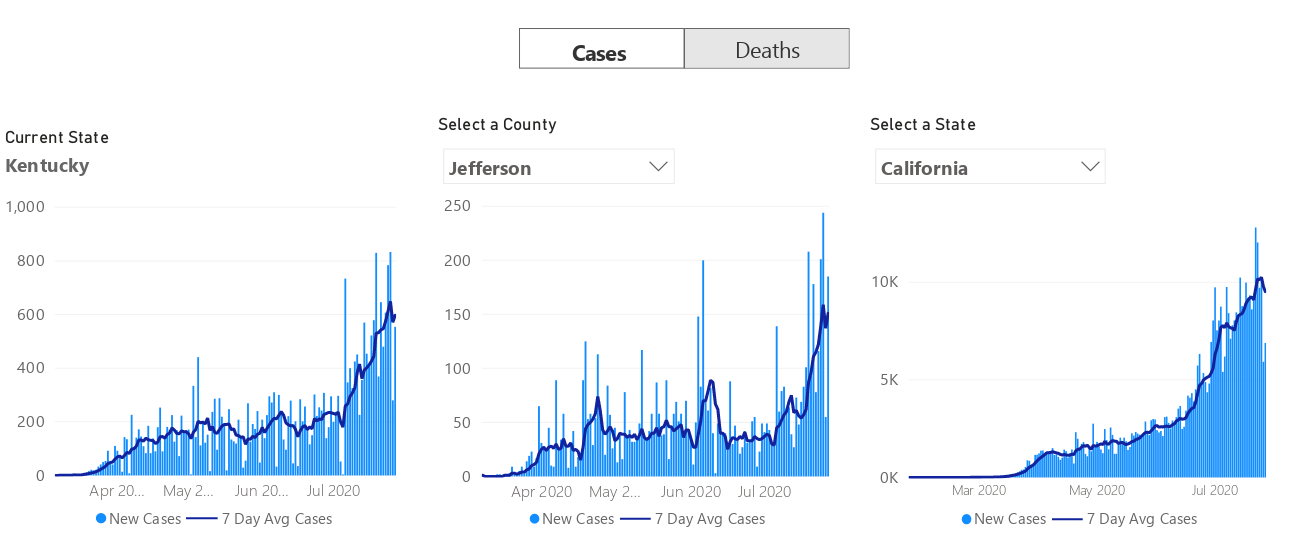 Cases
Deaths
Current State
Kentucky
1,000
800
600
400
200
0
Apr 20... May 2... Jun 20... Jul 2020
New Cases 7 Day Avg Cases
Select a County
Jefferson
250
200
150
100
50
0
Apr 2020 May 2... Jun 2020 Jul 2020
New Cases 7 Day Avg Cases
Select a State
California
10K
5K
0K
Mar 2020 May 2020 Jul 2020
New Cases 7 Day Avg Cases